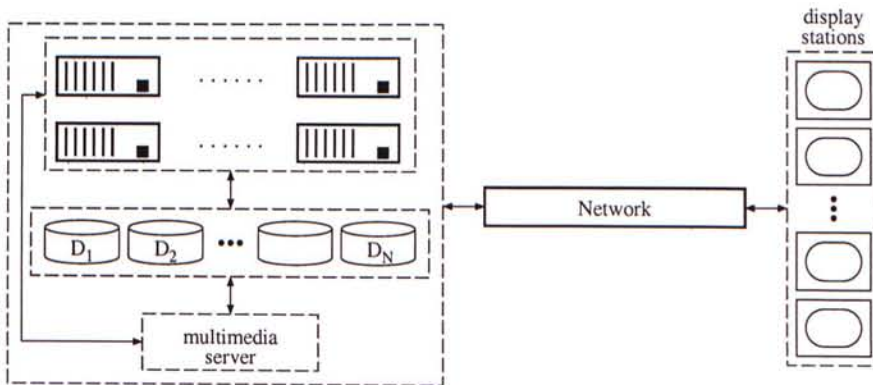 display
stations
D1
D2
DN
Network
multimedia
server